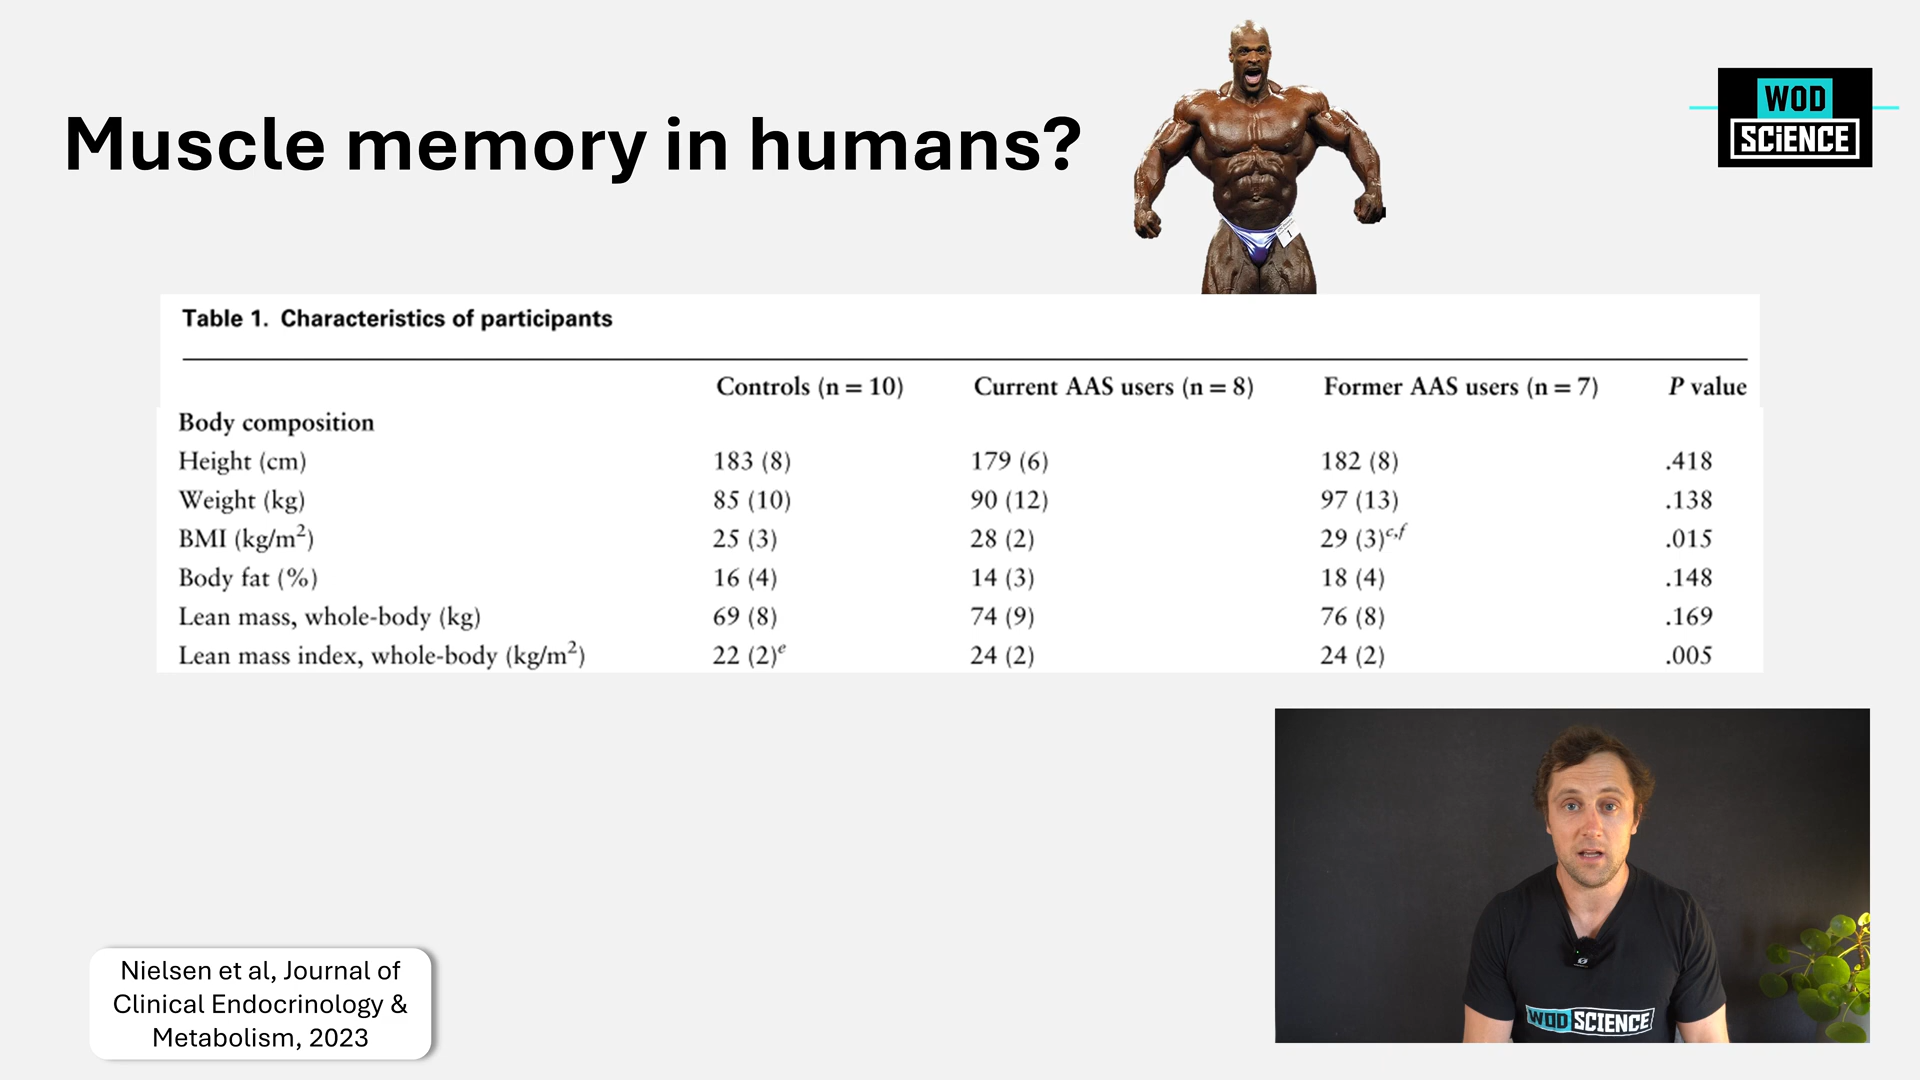 Muscle memory in humans?
WOD
SCiENCE
Table 1. Characteristics of participants
Controls (n = 10) Current AAS users (n = 8) Former AAS users (n = 7) P value
Body composition
Height (cm) 183 (8) 179 (6) 182 (8) .418
Weight (kg) 85 (10) 90 (12) 97 (13) .138
BMI (kg/m²) 25 (3) 28 (2) 29 (3)c,f .015
Body fat (%) 16 (4) 14 (3) 18 (4) .148
Lean mass, whole-body (kg) 69 (8) 74 (9) 76 (8) .169
Lean mass index, whole-body (kg/m²) 22 (2)e 24 (2) 24 (2) .005
Nielsen et al, Journal of
Clinical Endocrinology &
Metabolism, 2023
WOD SCIENCE